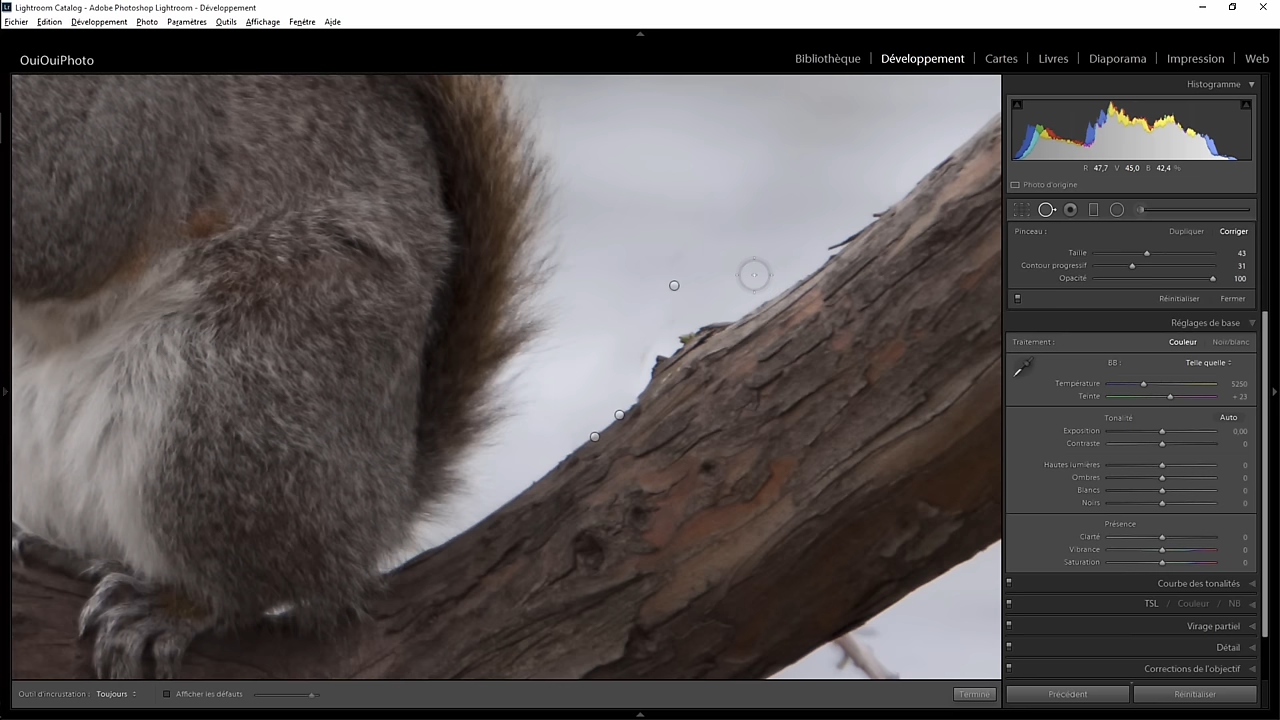 Lightroom Catalog - Adobe Photoshop Lightroom - Développement
Fichier Edition Développement Photo Paramètres Outils Affichage Fenêtre Aide
OuiOuiPhoto
Bibliothèque | Développement | Cartes | Livres | Diaporama | Impression | Web
Histogramme
R 47,7 V 45,0 B 42,4 %
Photo d'origine
Pinceau : Dupliquer Corriger
Taille 43
Contour progressif 31
Opacité 100
Réinitialiser Fermer
Réglages de base
Traitement : Couleur Noir/blanc
BB : Telle quelle
Température 5250
Teinte + 23
Tonalité Auto
Exposition 0,00
Contraste 0
Hautes lumières 0
Ombres 0
Blancs 0
Noirs 0
Présence
Clarté 0
Vibrance 0
Saturation 0
Courbe des tonalités
TSL / Couleur / NB
Virage partiel
Détail
Corrections de l'objectif
Outil d'incrustation : Toujours Afficher les défauts Terminé
Précédent Réinitialiser